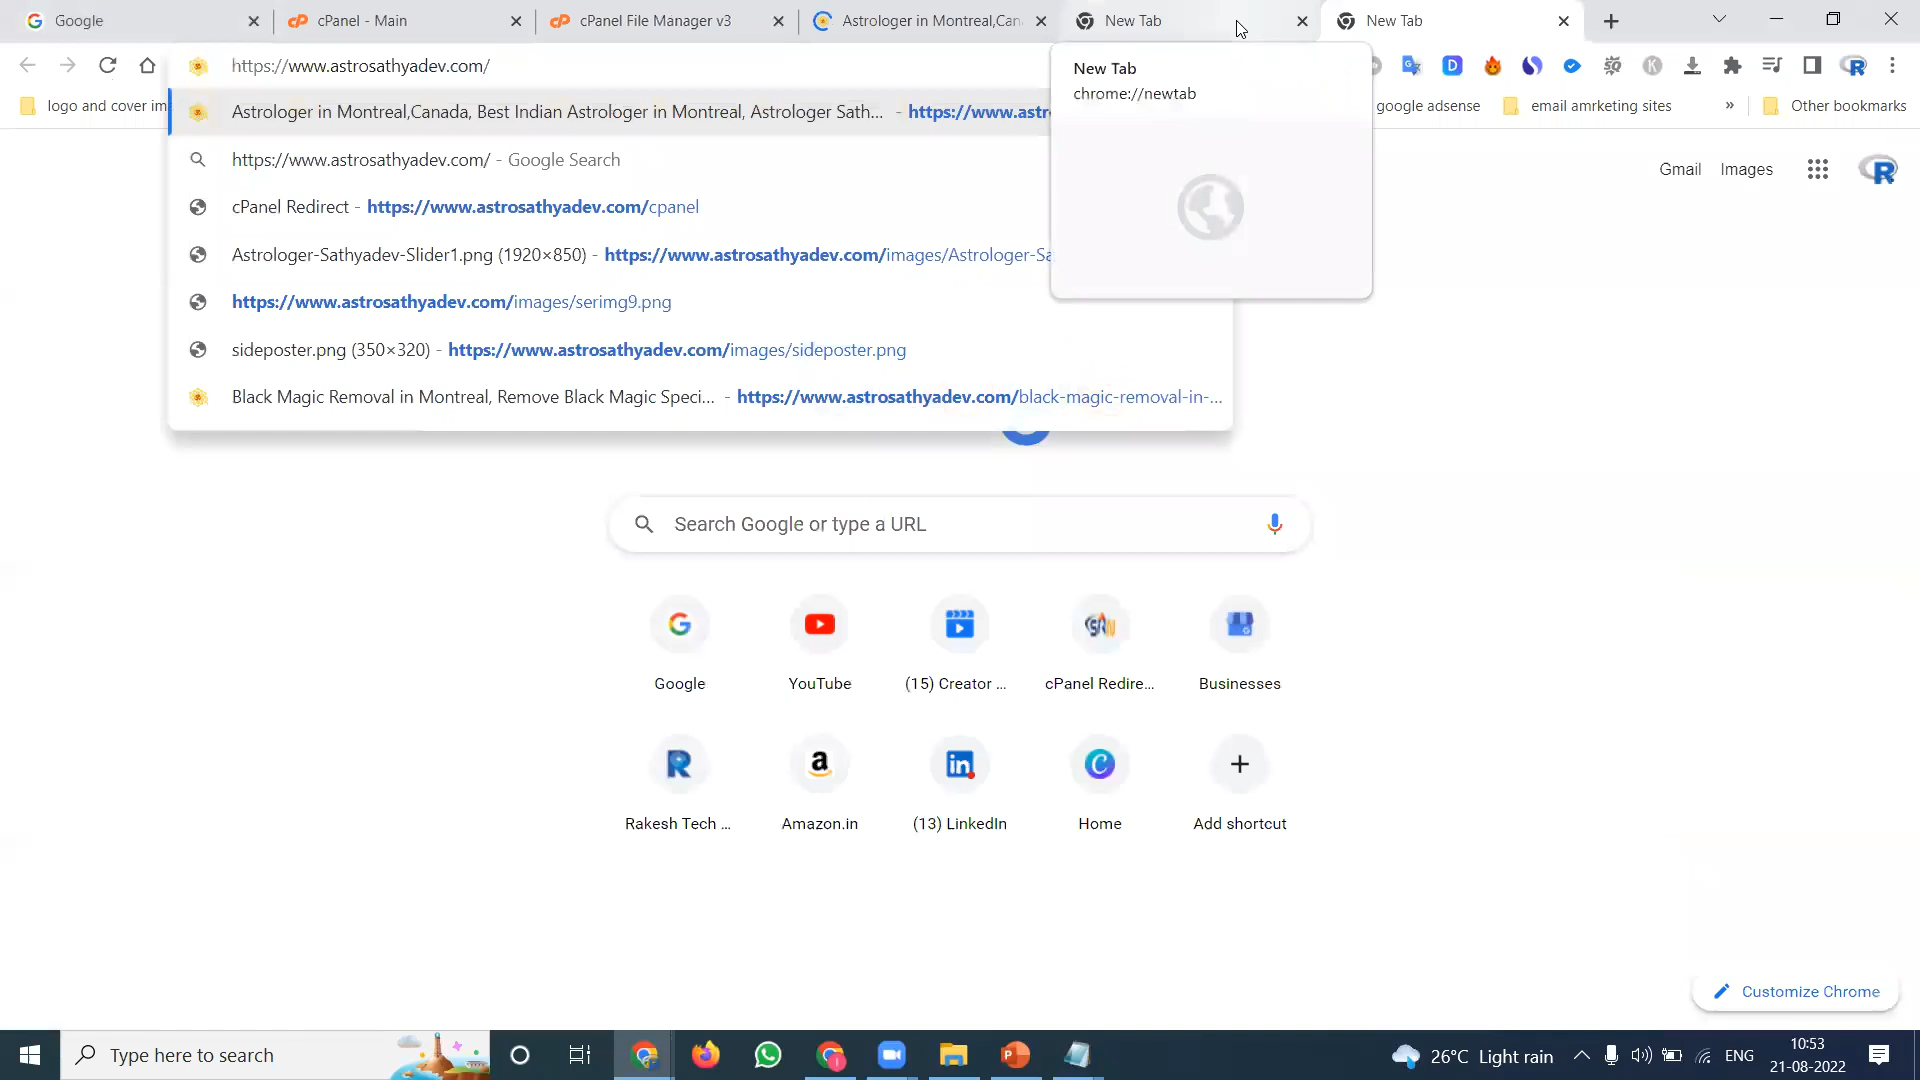 Google
cPanel - Main
cPanel File Manager v3
Astrologer in Montreal,Can
New Tab
New Tab
https://www.astrosathyadev.com/
New Tab
chrome://newtab
logo and cover im
google adsense
email amrketing sites
»
Other bookmarks
Astrologer in Montreal,Canada, Best Indian Astrologer in Montreal, Astrologer Sath... - https://www.astr
https://www.astrosathyadev.com/ - Google Search
cPanel Redirect - https://www.astrosathyadev.com/cpanel
Astrologer-Sathyadev-Slider1.png (1920×850) - https://www.astrosathyadev.com/images/Astrologer-Sa
https://www.astrosathyadev.com/images/serimg9.png
sideposter.png (350×320) - https://www.astrosathyadev.com/images/sideposter.png
Black Magic Removal in Montreal, Remove Black Magic Speci... - https://www.astrosathyadev.com/black-magic-removal-in-...
Gmail Images
Search Google or type a URL
Google
YouTube
(15) Creator ...
cPanel Redire...
Businesses
Rakesh Tech ...
Amazon.in
(13) LinkedIn
Home
Add shortcut
Customize Chrome
Type here to search
26°C Light rain
ENG
10:53
21-08-2022